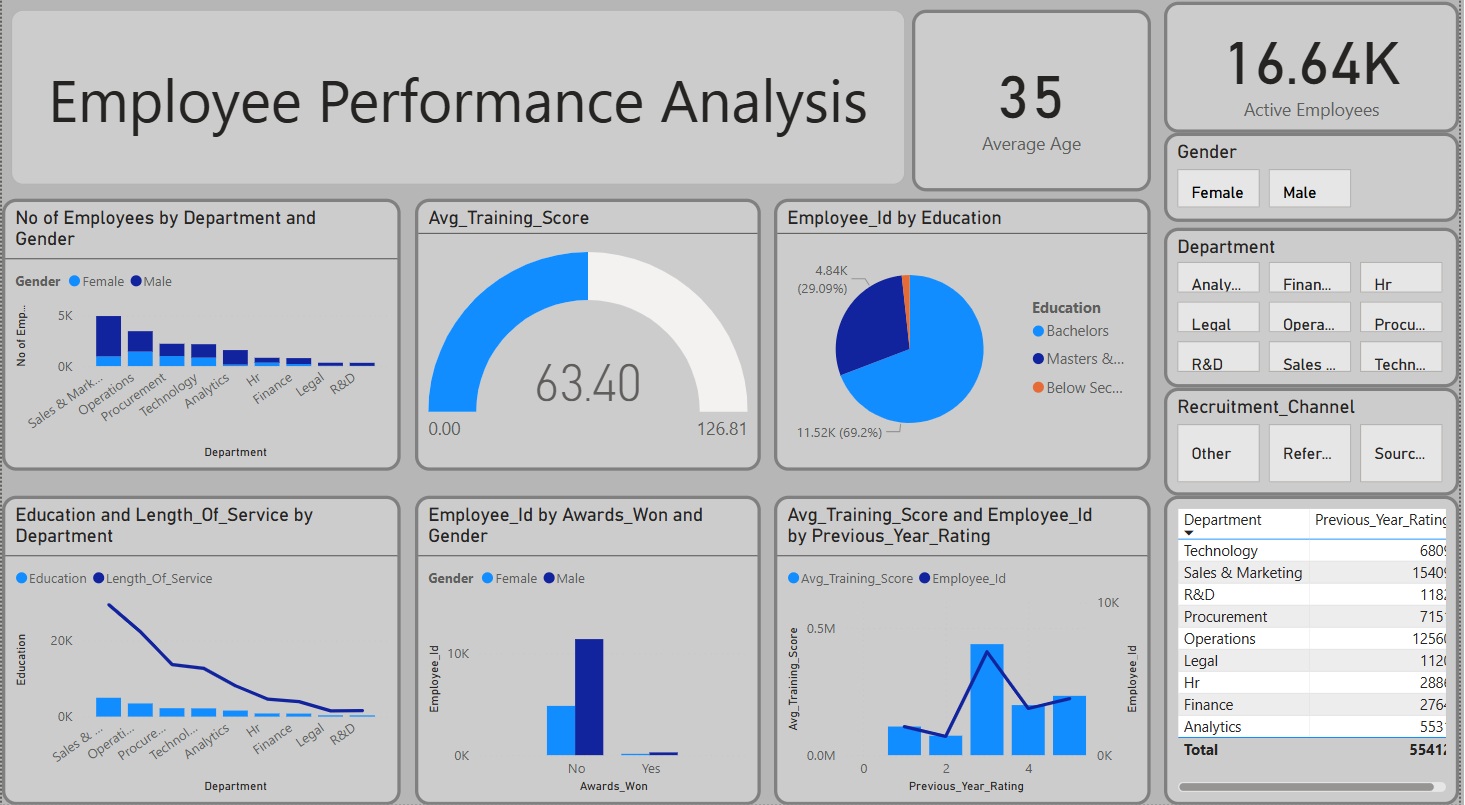 Employee Performance Analysis
35
Average Age
16.64K
Active Employees
Gender
Female
Male
Department
Analy...
Finan...
Hr
Legal
Opera...
Procu...
R&D
Sales ...
Techn...
Recruitment_Channel
Other
Refer...
Sourc...
No of Employees by Department and
Gender
Gender Female Male
No of Emp...
5K
0K
Sales & Mark...
Operations
Procurement
Technology
Analytics
Hr
Finance
Legal
R&D
Department
Avg_Training_Score
63.40
0.00
126.81
Employee_Id by Education
4.84K
(29.09%)
11.52K (69.2%)
Education
Bachelors
Masters &...
Below Sec...
Education and Length_Of_Service by
Department
Education Length_Of_Service
Education
20K
0K
Sales & ...
Operati...
Procure...
Technol...
Analytics
Hr
Finance
Legal
R&D
Department
Employee_Id by Awards_Won and
Gender
Gender Female Male
Employee_Id
10K
0K
No
Yes
Awards_Won
Avg_Training_Score and Employee_Id
by Previous_Year_Rating
Avg_Training_Score Employee_Id
Avg_Training_Score
0.5M
0.0M
10K
0K
Employee_Id
0
2
4
Previous_Year_Rating
Department Previous_Year_Rating
Technology 6809
Sales & Marketing 15409
R&D 1182
Procurement 7151
Operations 12560
Legal 1120
Hr 2886
Finance 2764
Analytics 5531
Total 55412